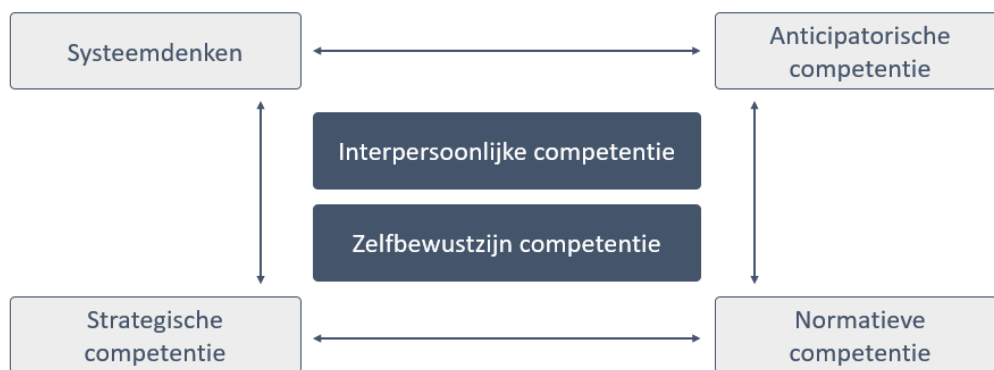 Systeemdenken
Anticipatorische
competentie
Interpersoonlijke competentie
Zelfbewustzijn competentie
Strategische
competentie
Normatieve
competentie